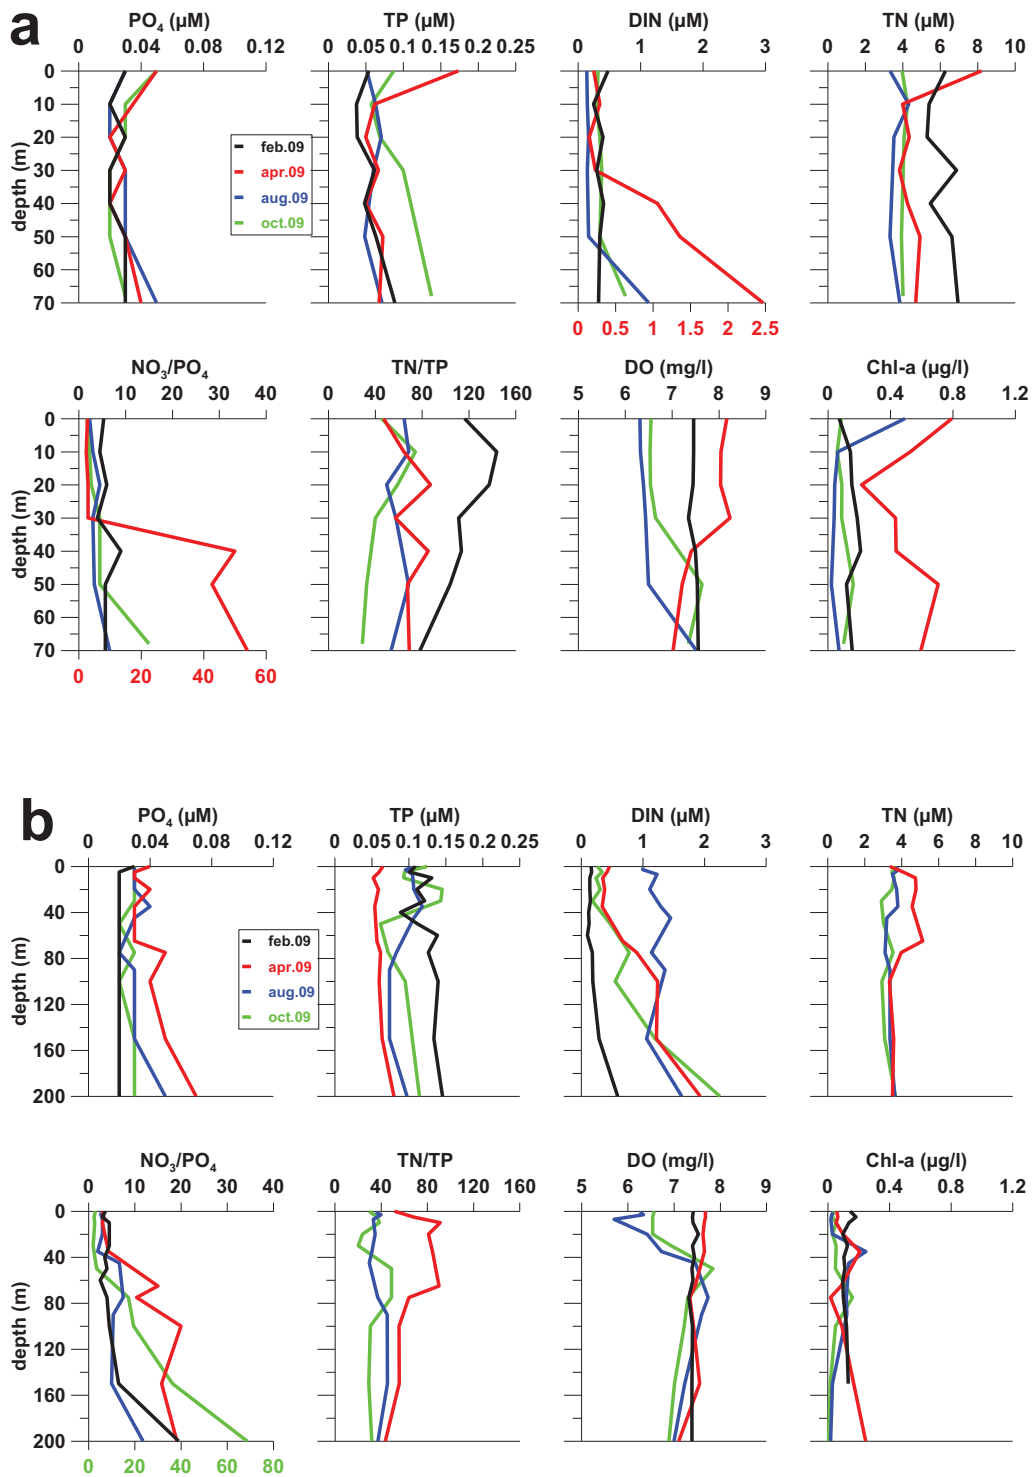 a
PO4 (µM) TP (µM) DIN (µM) TN (µM)
0 0.04 0.08 0.12 0 0.05 0.1 0.15 0.2 0.25 0 1 2 3 0 2 4 6 8 10
depth (m)
0
10
20
30
40
50
60
70
feb.09
apr.09
aug.09
oct.09
0 0.5 1 1.5 2 2.5
NO3/PO4 TN/TP DO (mg/l) Chl-a (µg/l)
0 10 20 30 40 0 40 80 120 160 5 6 7 8 9 0 0.4 0.8 1.2
depth (m)
0
10
20
30
40
50
60
70
0 20 40 60
b
PO4 (µM) TP (µM) DIN (µM) TN (µM)
0 0.04 0.08 0.12 0 0.05 0.1 0.15 0.2 0.25 0 1 2 3 0 2 4 6 8 10
depth (m)
0
40
80
120
160
200
feb.09
apr.09
aug.09
oct.09
NO3/PO4 TN/TP DO (mg/l) Chl-a (µg/l)
0 10 20 30 40 0 40 80 120 160 5 6 7 8 9 0 0.4 0.8 1.2
depth (m)
0
40
80
120
160
200
0 20 40 60 80